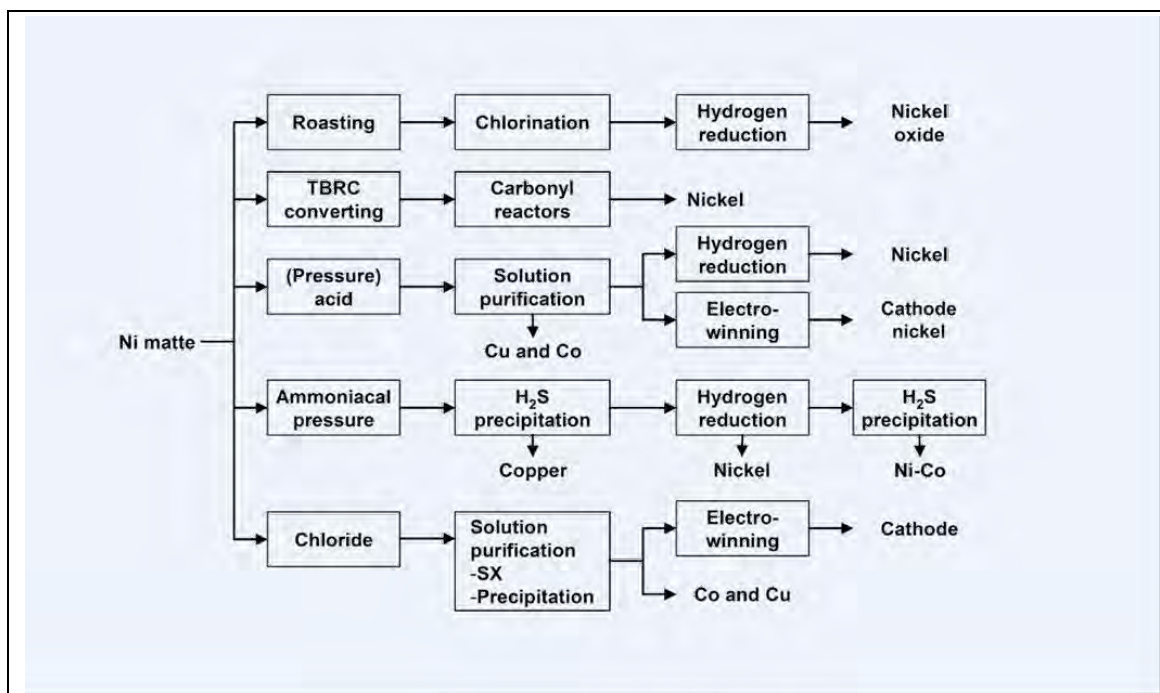 Roasting
Chlorination
Hydrogen
reduction
Nickel
oxide
TBRC
converting
Carbonyl
reactors
Nickel
(Pressure)
acid
Solution
purification
Hydrogen
reduction
Nickel
Electro-
winning
Cathode
nickel
Cu and Co
Ni matte
Ammoniacal
pressure
H₂S
precipitation
Hydrogen
reduction
H₂S
precipitation
Copper
Nickel
Ni-Co
Chloride
Solution
purification
-SX
-Precipitation
Electro-
winning
Cathode
Co and Cu